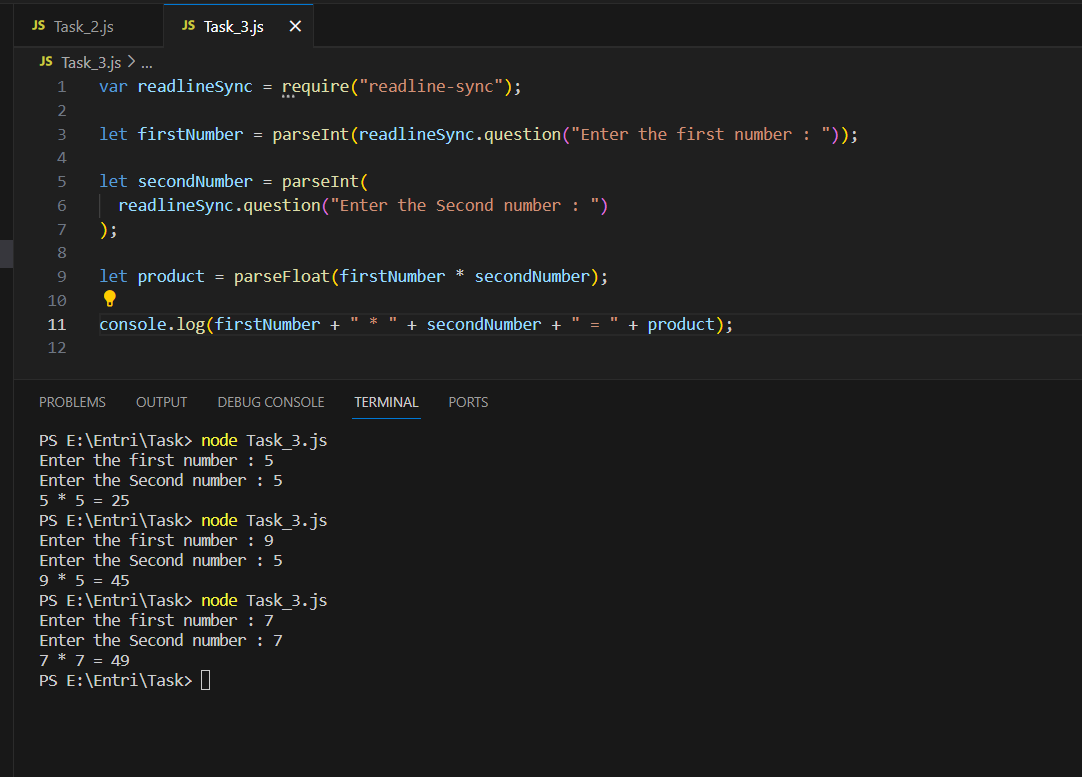 JS Task_2.js JS Task_3.js ×
JS Task_3.js > ...
1 var readlineSync = require("readline-sync");
2
3 let firstNumber = parseInt(readlineSync.question("Enter the first number : "));
4
5 let secondNumber = parseInt(
6   readlineSync.question("Enter the Second number : ")
7 );
8
9 let product = parseFloat(firstNumber * secondNumber);
10
11 console.log(firstNumber + " * " + secondNumber + " = " + product);
12
PROBLEMS OUTPUT DEBUG CONSOLE TERMINAL PORTS
PS E:\Entri\Task> node Task_3.js
Enter the first number : 5
Enter the Second number : 5
5 * 5 = 25
PS E:\Entri\Task> node Task_3.js
Enter the first number : 9
Enter the Second number : 5
9 * 5 = 45
PS E:\Entri\Task> node Task_3.js
Enter the first number : 7
Enter the Second number : 7
7 * 7 = 49
PS E:\Entri\Task>